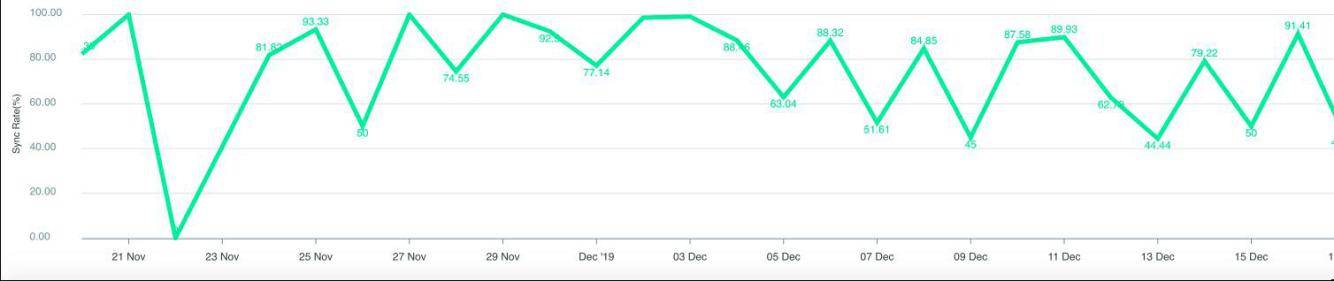 100.00
80.00
60.00
40.00
20.00
0.00
Sync Rate(%)
93.33
50
74.55
77.14
63.04
88.32
51.61
84.85
45
87.58
89.93
44.44
79.22
50
91.41
21 Nov
23 Nov
25 Nov
27 Nov
29 Nov
Dec '19
03 Dec
05 Dec
07 Dec
09 Dec
11 Dec
13 Dec
15 Dec